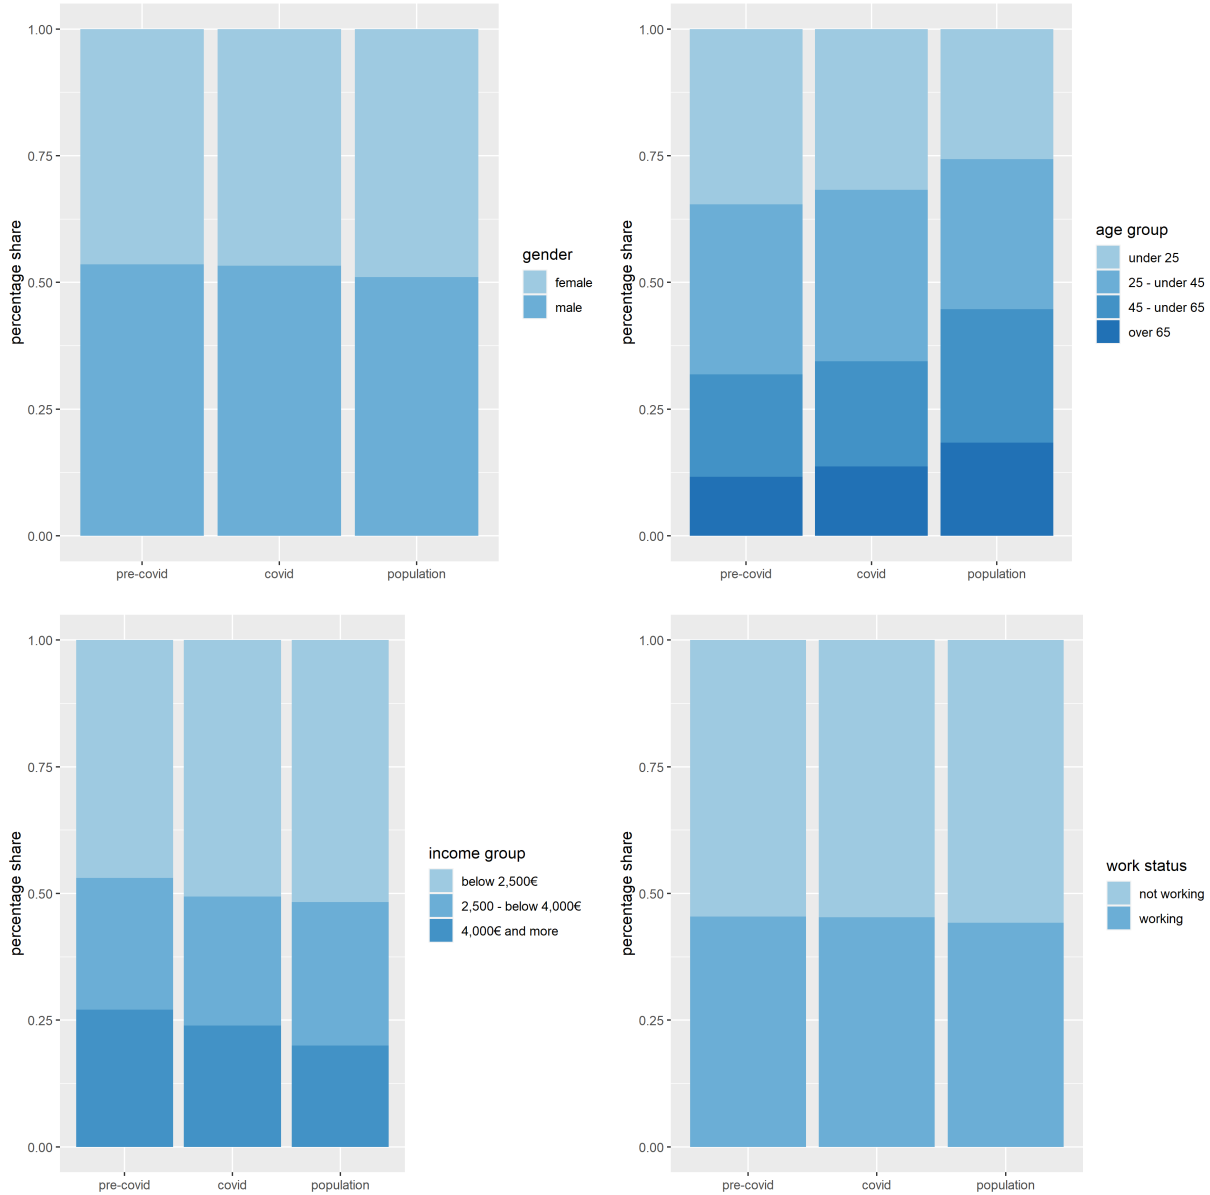 percentage share
1.00
0.75
0.50
0.25
0.00
pre-covid covid population
gender
female
male
percentage share
1.00
0.75
0.50
0.25
0.00
pre-covid covid population
age group
under 25
25 - under 45
45 - under 65
over 65
percentage share
1.00
0.75
0.50
0.25
0.00
pre-covid covid population
income group
below 2,500€
2,500 - below 4,000€
4,000€ and more
percentage share
1.00
0.75
0.50
0.25
0.00
pre-covid covid population
work status
not working
working